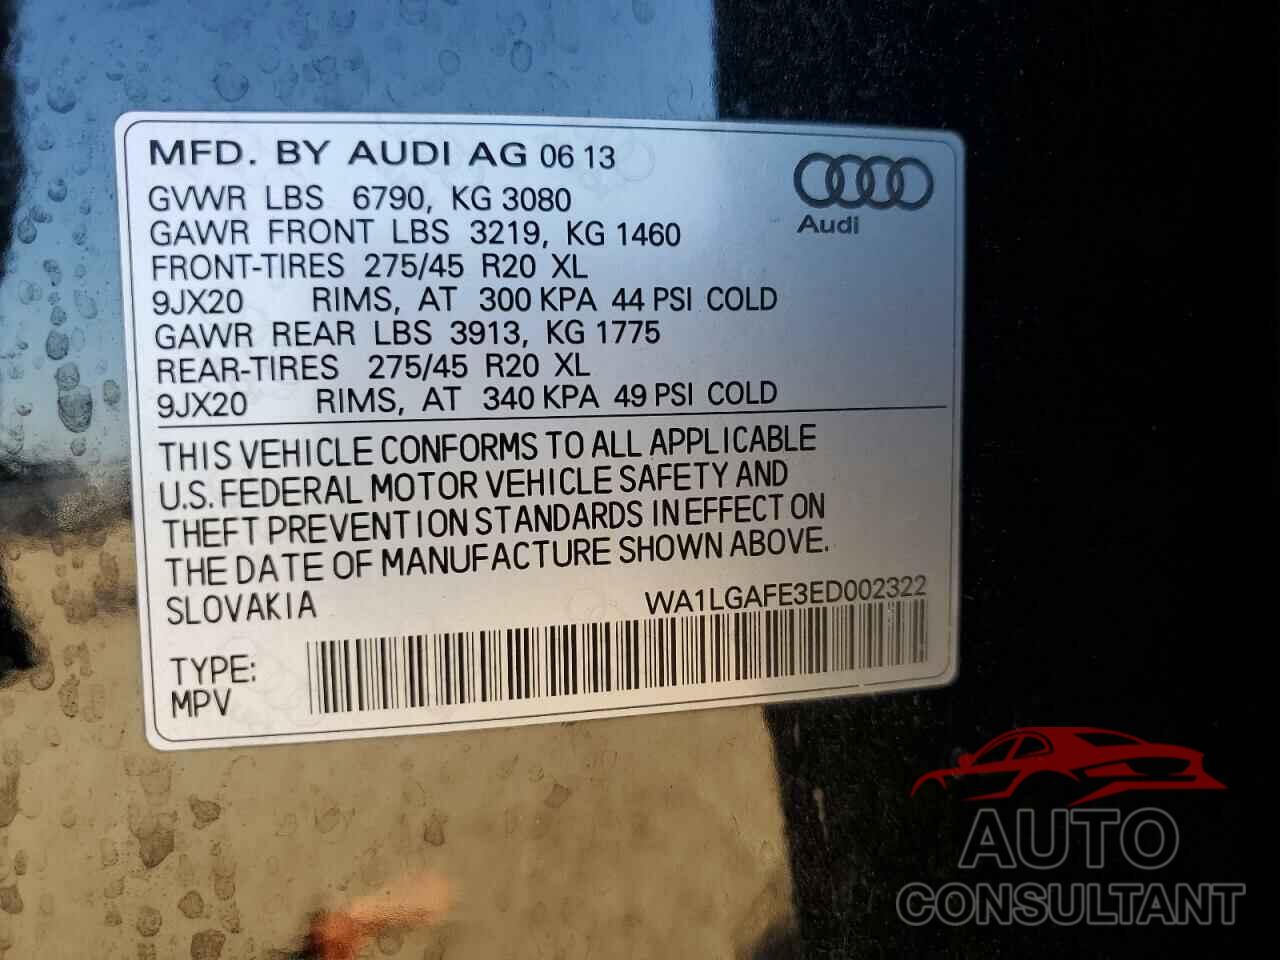 MFD. BY AUDI AG 06 13
GVWR LBS 6790, KG 3080
GAWR FRONT LBS 3219, KG 1460
FRONT-TIRES 275/45 R20 XL
9JX20 RIMS, AT 300 KPA 44 PSI COLD
GAWR REAR LBS 3913, KG 1775
REAR-TIRES 275/45 R20 XL
9JX20 RIMS, AT 340 KPA 49 PSI COLD
Audi
THIS VEHICLE CONFORMS TO ALL APPLICABLE
U.S. FEDERAL MOTOR VEHICLE SAFETY AND
THEFT PREVENTION STANDARDS IN EFFECT ON
THE DATE OF MANUFACTURE SHOWN ABOVE.
SLOVAKIA WA1LGAFE3ED002322
TYPE:
MPV
AUTO
CONSULTANT